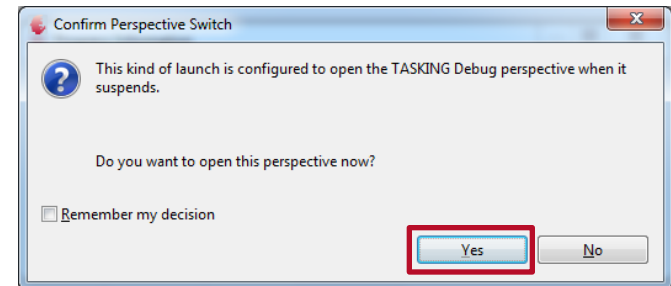 Confirm Perspective Switch
This kind of launch is configured to open the TASKING Debug perspective when it
suspends.
Do you want to open this perspective now?
Remember my decision
Yes
No